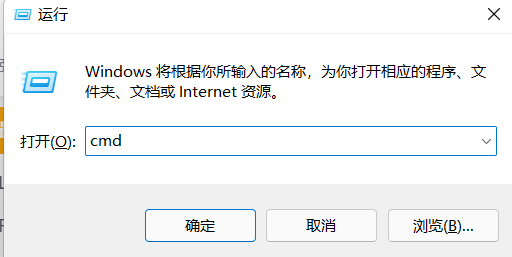 运行
Windows 将根据你所输入的名称，为你打开相应的程序、文
件夹、文档或 Internet 资源。
打开(O): cmd
确定 取消 浏览(B)...